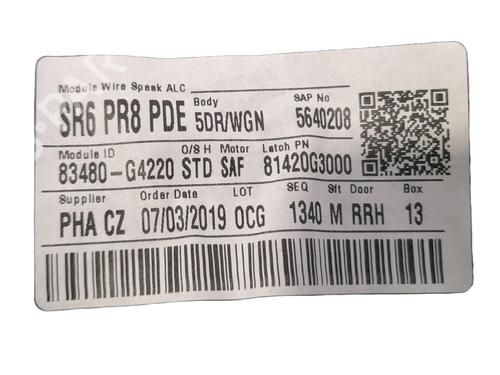 Module Wire Speak ALC
Body SAP No
SR6 PR8 PDE 5DR/WGN 5640208
Module ID O/S H Motor Latch PN
83480-G4220 STD SAF 81420G3000
Supplier Order Date LOT SEQ Sft Door Box
PHA CZ 07/03/2019 OCG 1340 M RRH 13